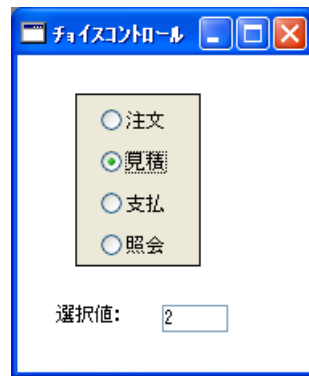 チョイスコントロール
注文
見積
支払
照会
選択値: 2